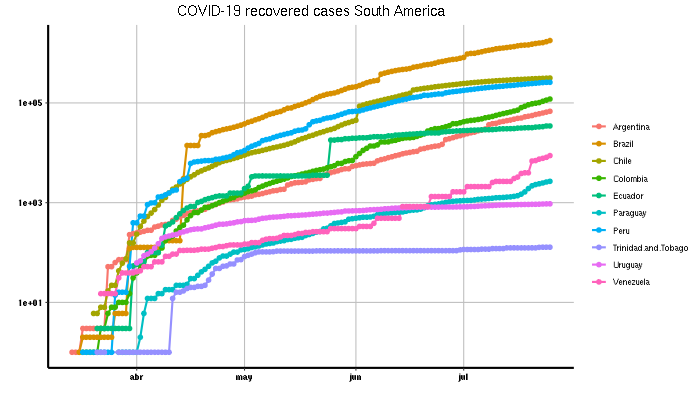 COVID-19 recovered cases South America
1e+05
1e+03
1e+01
abr may jun jul
Argentina
Brazil
Chile
Colombia
Ecuador
Paraguay
Peru
Trinidad.and.Tobago
Uruguay
Venezuela